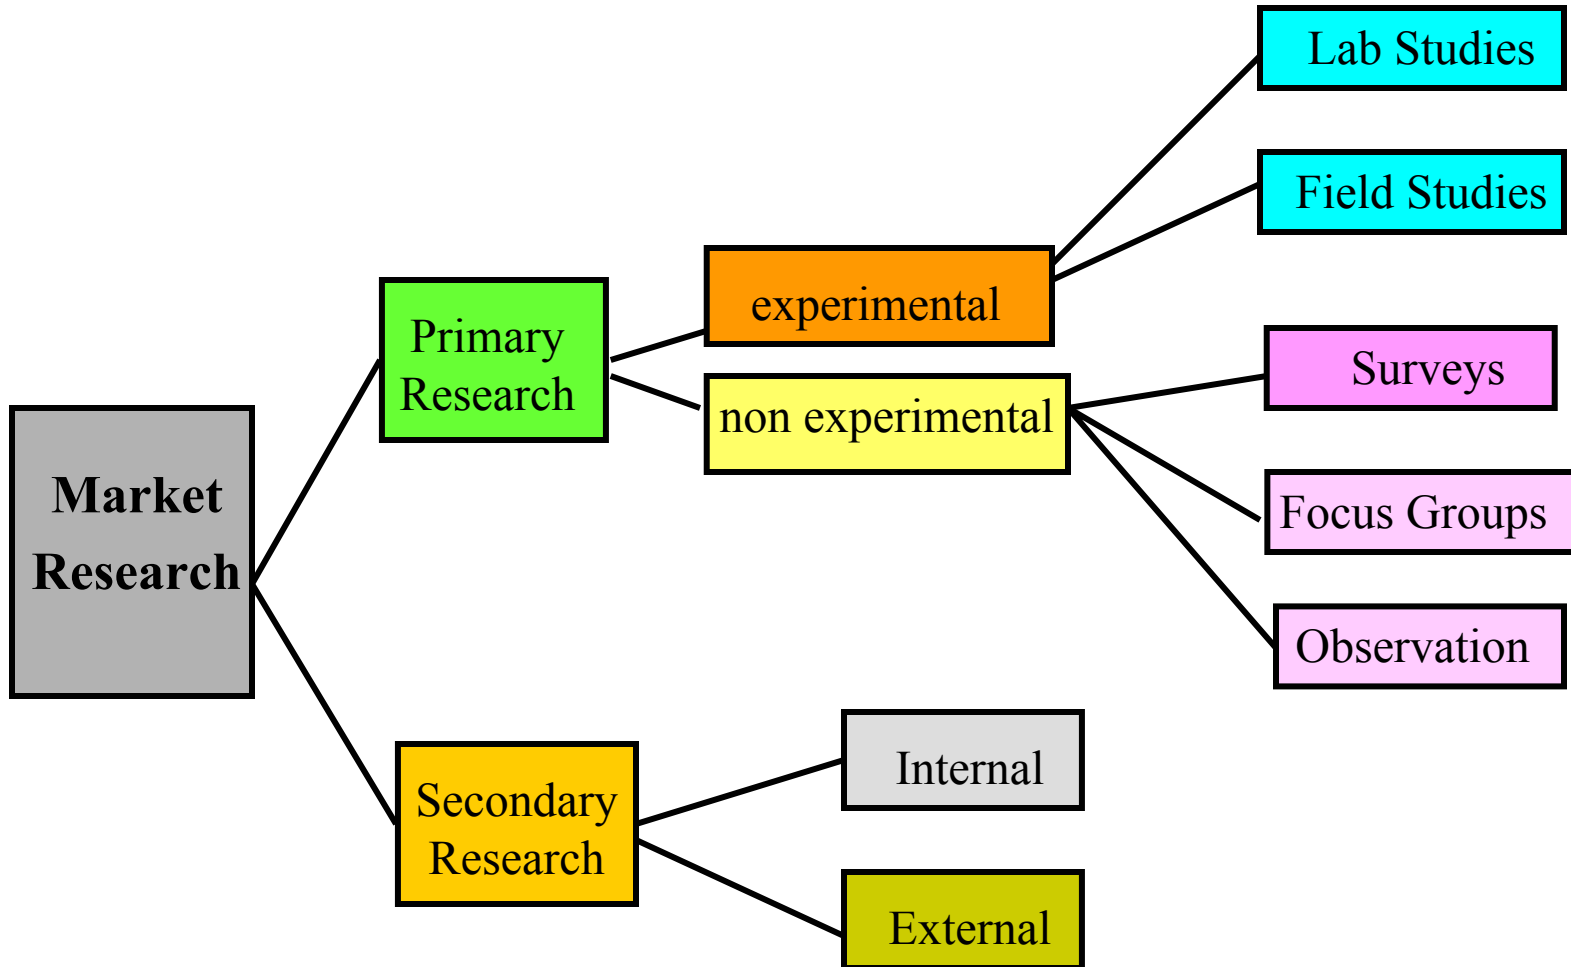 Market
Research
Primary
Research
experimental
non experimental
Lab Studies
Field Studies
Surveys
Focus Groups
Observation
Secondary
Research
Internal
External